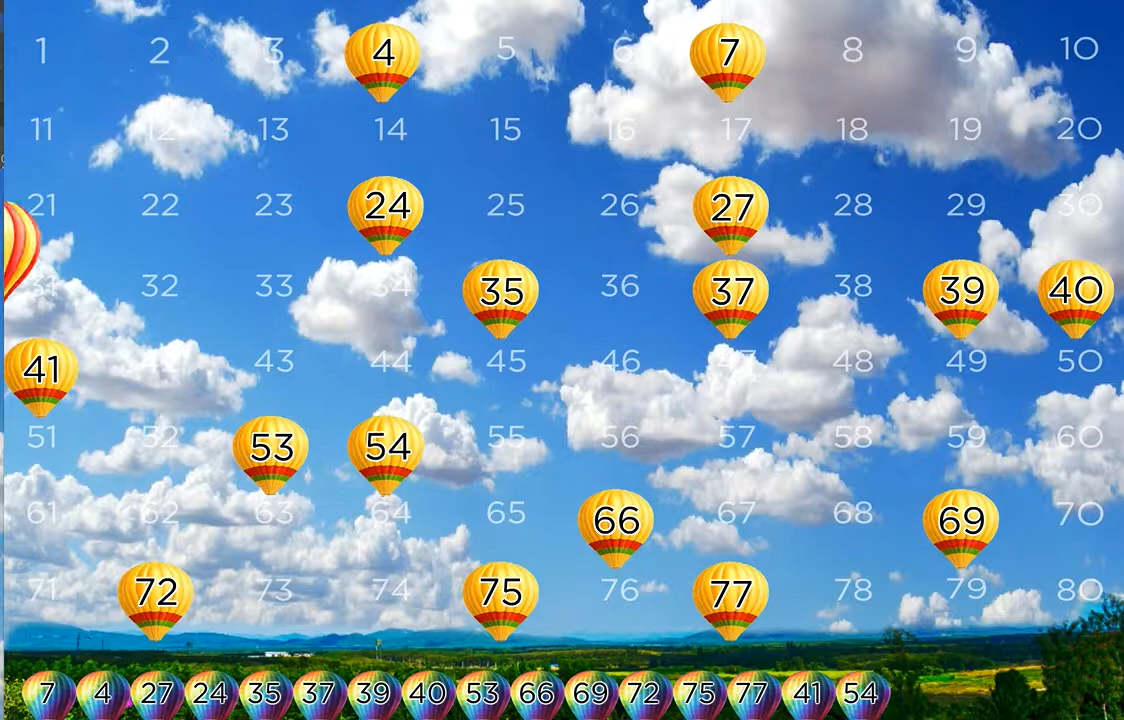 1 2 3 4 5 6 7 8 9 10
11 12 13 14 15 16 17 18 19 20
21 22 23 24 25 26 27 28 29 30
31 32 33 34 35 36 37 38 39 40
41 43 44 45 46 47 48 49 50
51 52 53 54 55 56 57 58 59 60
61 62 63 64 65 66 67 68 69 70
71 72 73 74 75 76 77 78 79 80
7 4 27 24 35 37 39 40 53 66 69 72 75 77 41 54